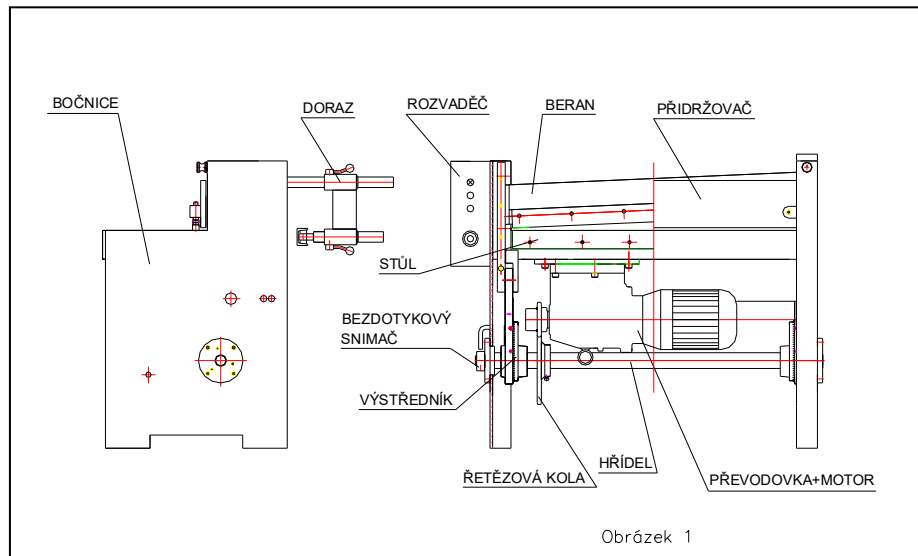 BOČNICE
DORAZ
ROZVADĚČ
BERAN
PŘIDRŽOVAČ
STŮL
BEZDOTYKOVÝ
SNIMAČ
VÝSTŘEDNÍK
ŘETĚZOVÁ KOLA
HŘÍDEL
PŘEVODOVKA+MOTOR
Obrázek 1